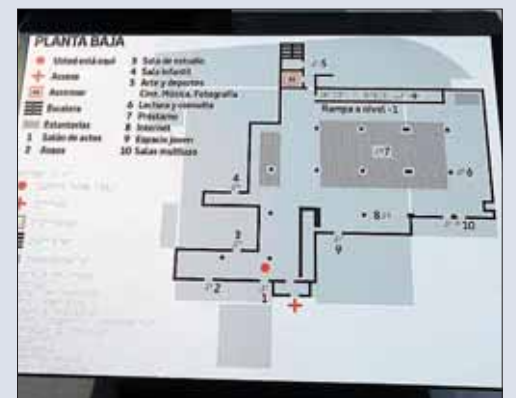 PLANTA BAJA
Usted está aquí
Acceso
Ascensor
Escalera
Estanterías
1 Salón de actos
2 Aseos
3 Sala de estudio
4 Sala infantil
5 Arte y deportes
Cine, Música, Fotografía
6 Lectura y consulta
7 Préstamo
8 Internet
9 Espacio joven
10 Salas multiuso
5
Rampa a nivel -1
7
6
4
8
10
3
9
2
1